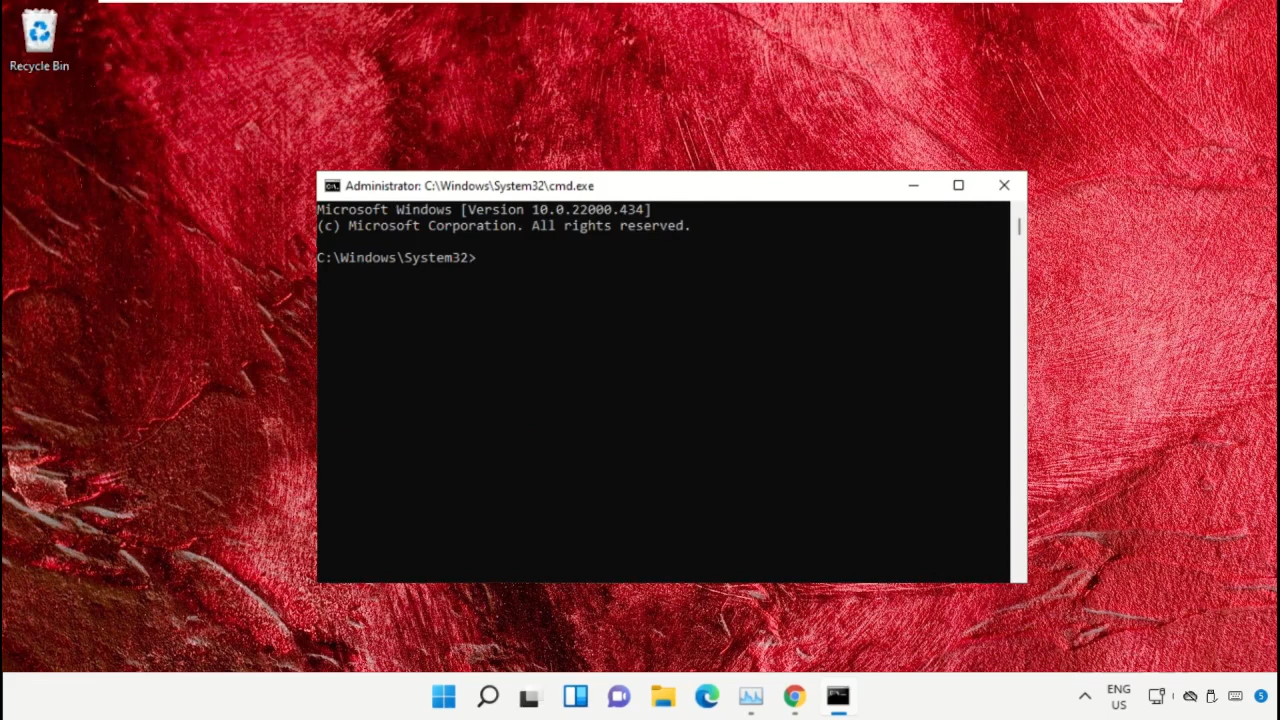 Recycle Bin
Administrator: C:\Windows\System32\cmd.exe
Microsoft Windows [Version 10.0.22000.434]
(c) Microsoft Corporation. All rights reserved.
C:\Windows\System32>
ENG
US
5